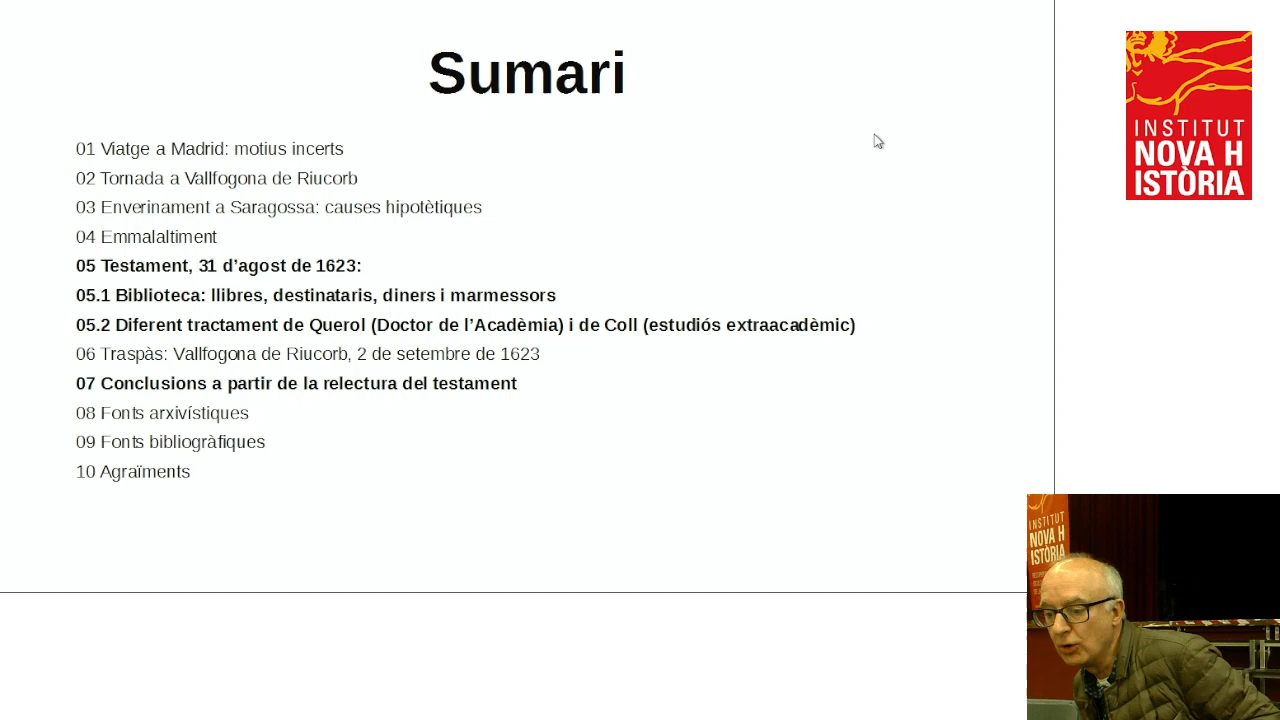 Sumari
01 Viatge a Madrid: motius incerts
02 Tornada a Vallfogona de Riucorb
03 Enverinament a Saragossa: causes hipotètiques
04 Emmalaltiment
05 Testament, 31 d’agost de 1623:
05.1 Biblioteca: llibres, destinataris, diners i marmessors
05.2 Diferent tractament de Querol (Doctor de l’Acadèmia) i de Coll (estudiós extraacadèmic)
06 Traspàs: Vallfogona de Riucorb, 2 de setembre de 1623
07 Conclusions a partir de la relectura del testament
08 Fonts arxivístiques
09 Fonts bibliogràfiques
10 Agraïments
INSTITUT
NOVA H
ISTÒRIA
INSTITUT
NOVA H
ISTÒRIA